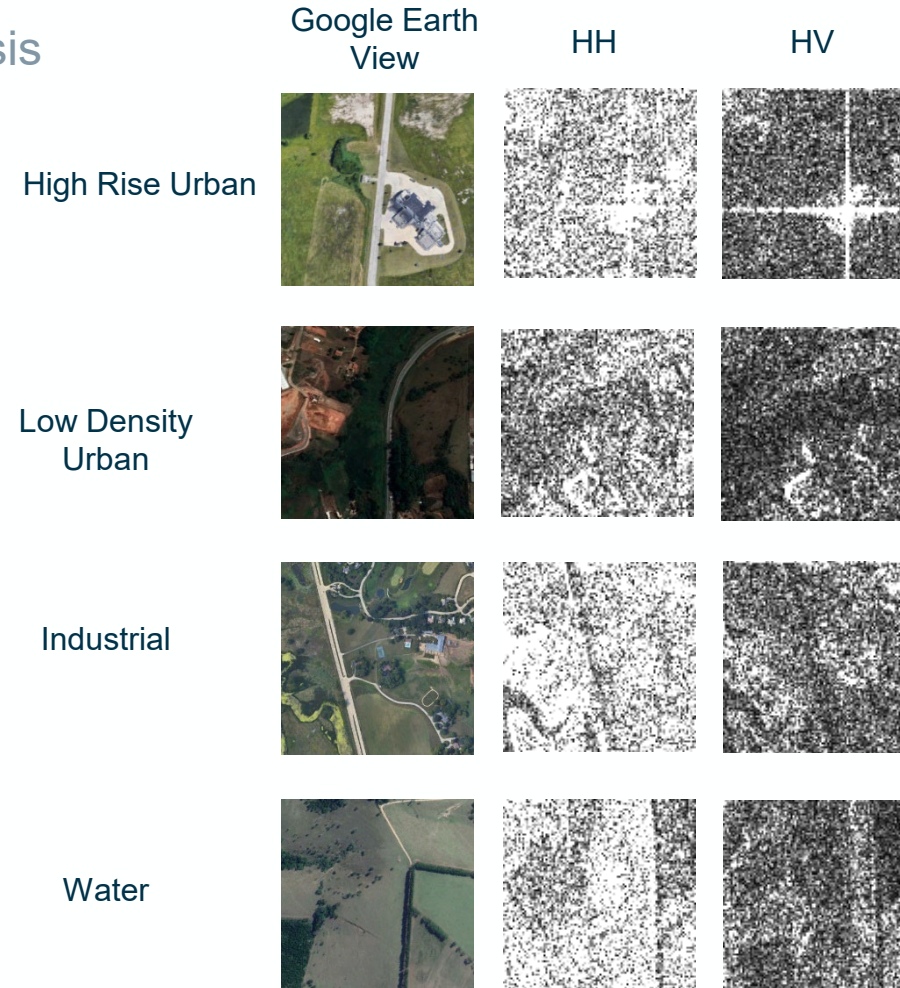 sis
Google Earth
View
HH
HV
High Rise Urban
Low Density
Urban
Industrial
Water